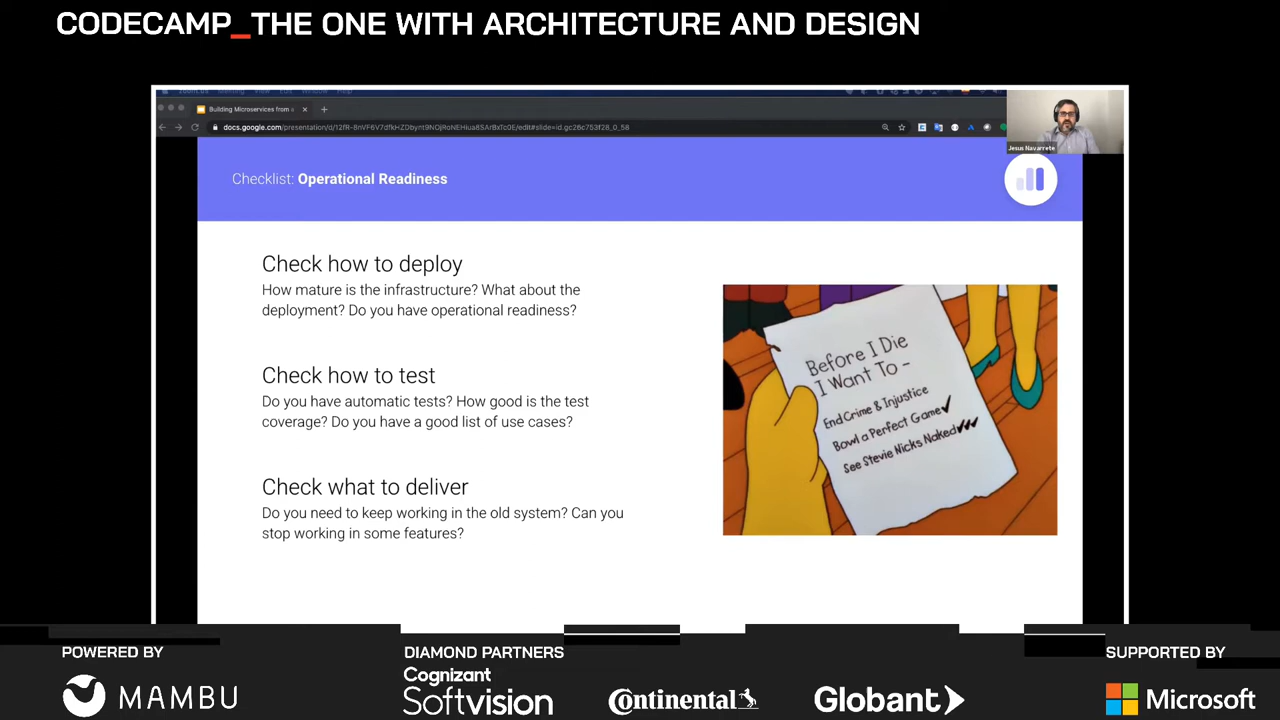 CODECAMP_THE ONE WITH ARCHITECTURE AND DESIGN
Building Microservices from
Jesus Navarrete
Checklist: Operational Readiness
Check how to deploy
How mature is the infrastructure? What about the
deployment? Do you have operational readiness?
Check how to test
Do you have automatic tests? How good is the test
coverage? Do you have a good list of use cases?
Check what to deliver
Do you need to keep working in the old system? Can you
stop working in some features?
Before I Die
I Want To -
End Crime & Injustice
Bowl a Perfect Game
See Stevie Nicks Naked
POWERED BY
MAMBU
DIAMOND PARTNERS
Cognizant
Softvision
Continental
Globant
SUPPORTED BY
Microsoft